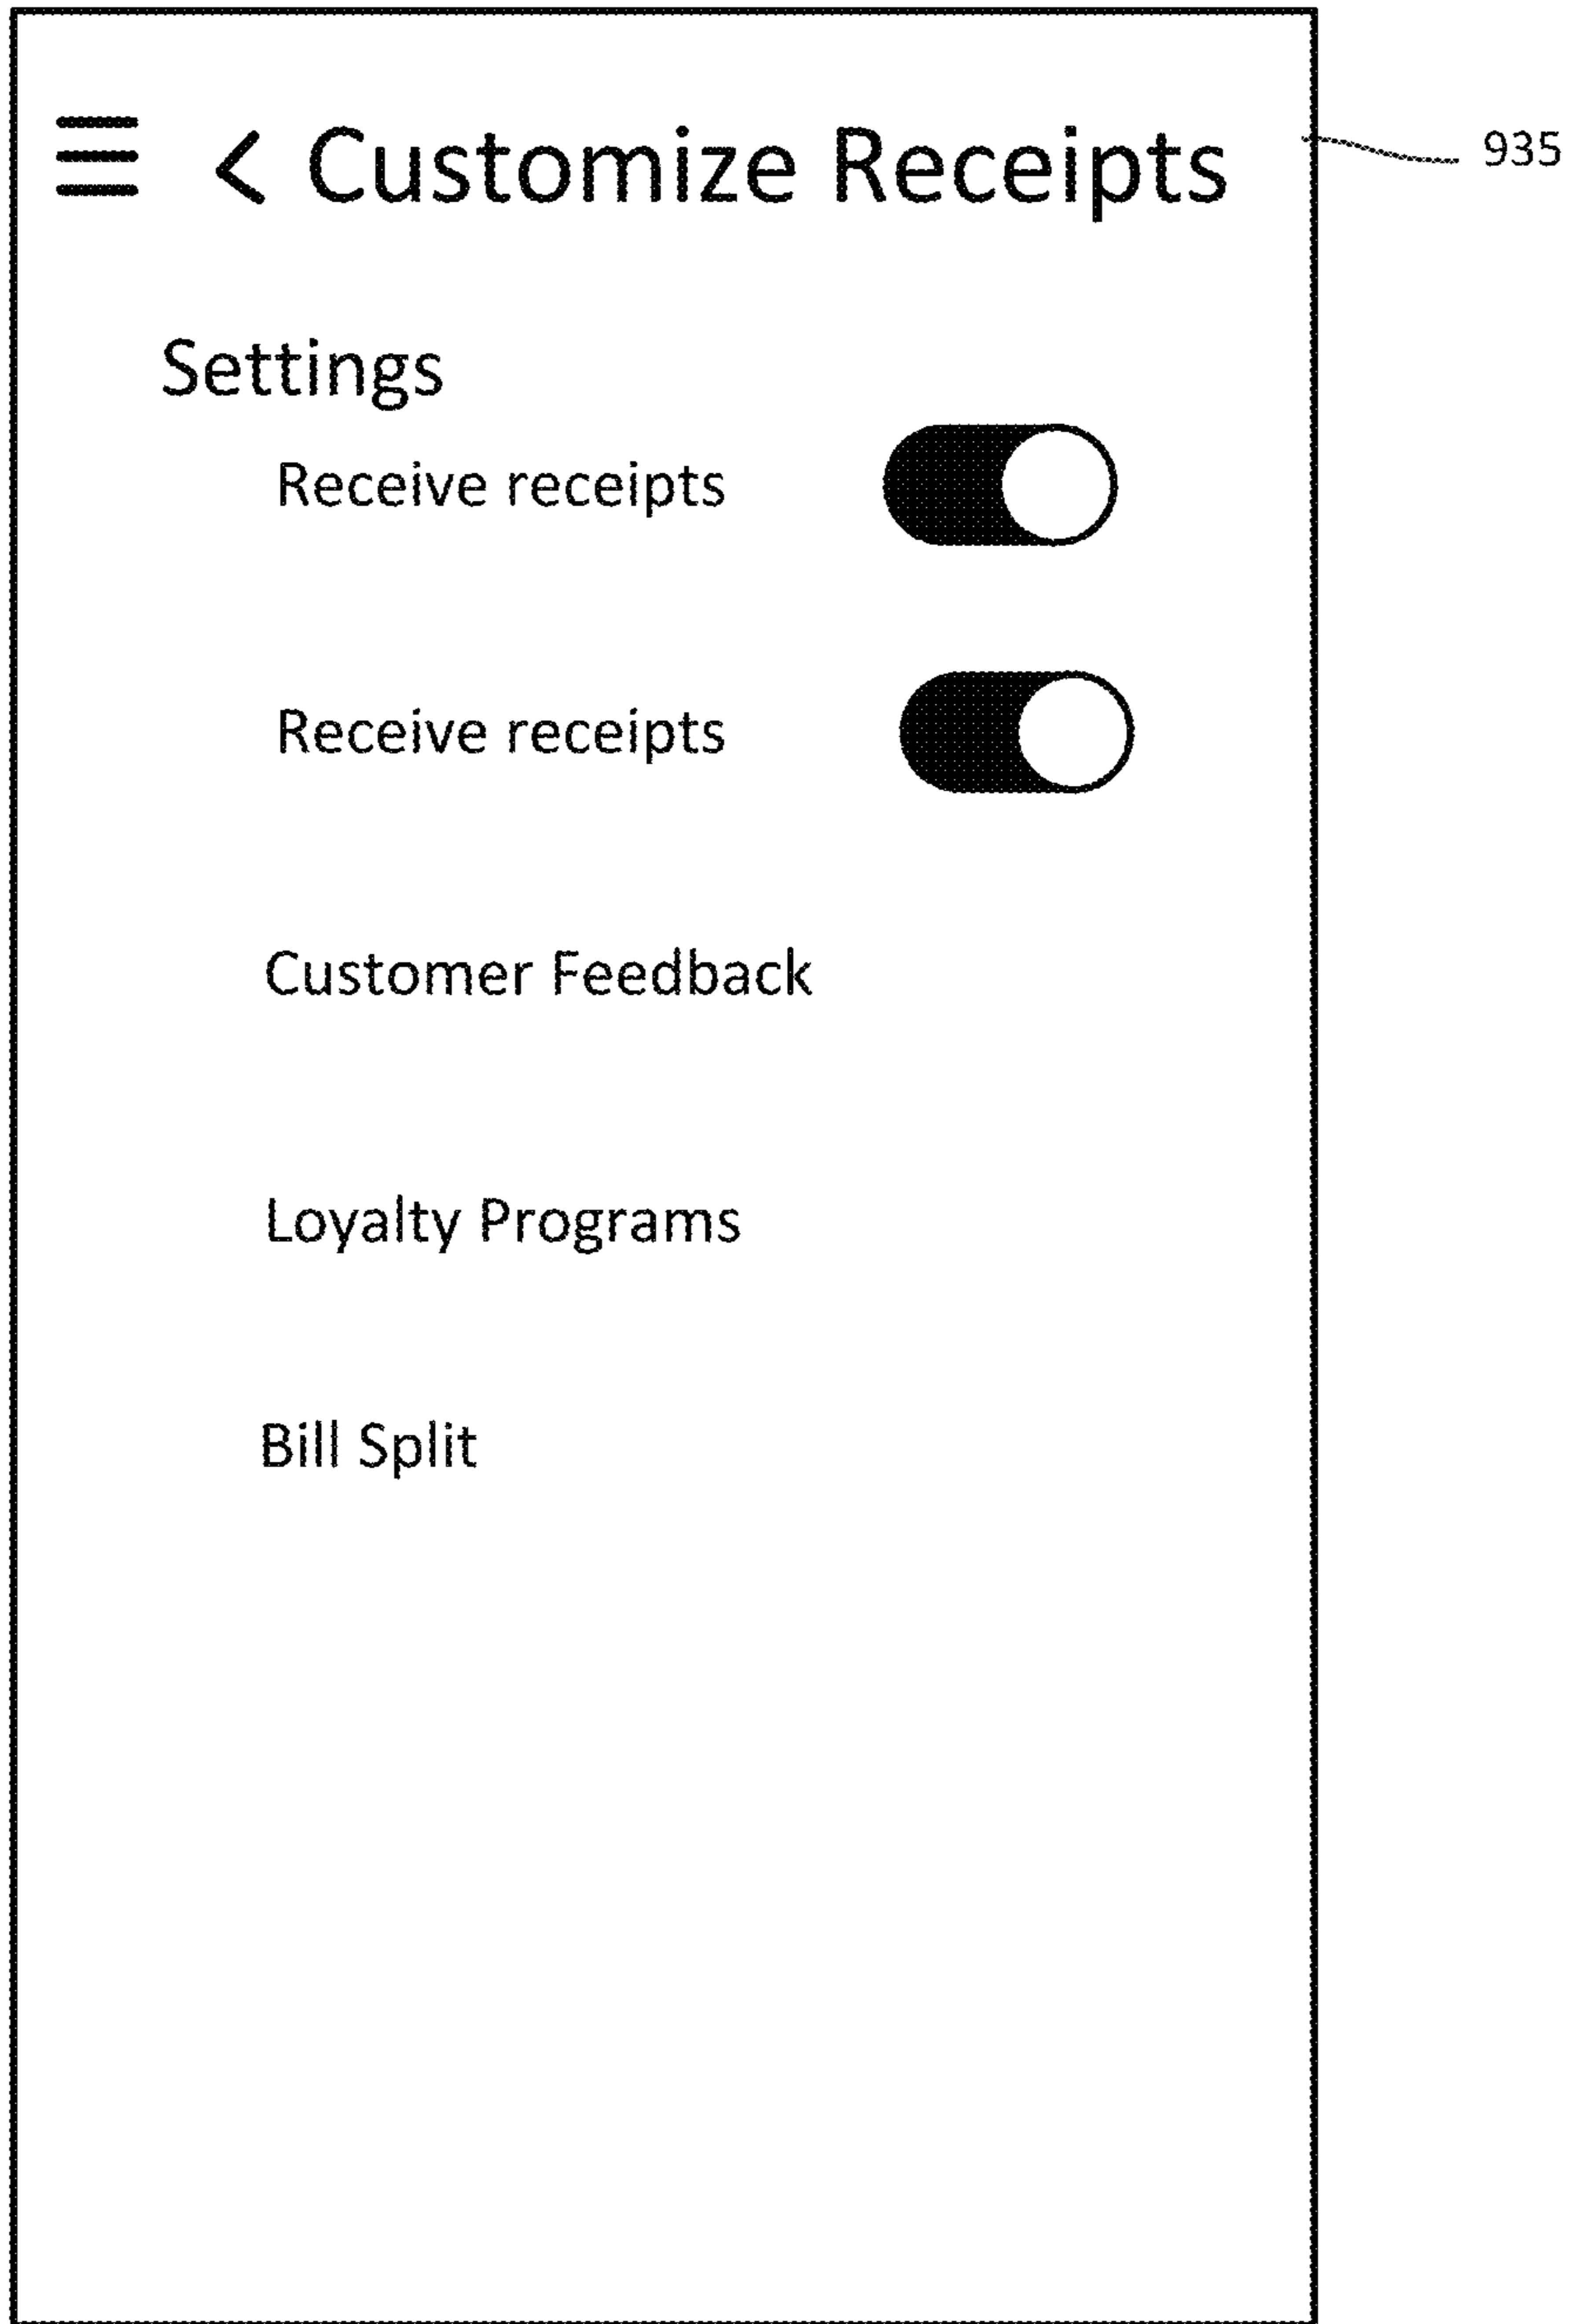 < Customize Receipts
935
Settings
Receive receipts
Receive receipts
Customer Feedback
Loyalty Programs
Bill Split